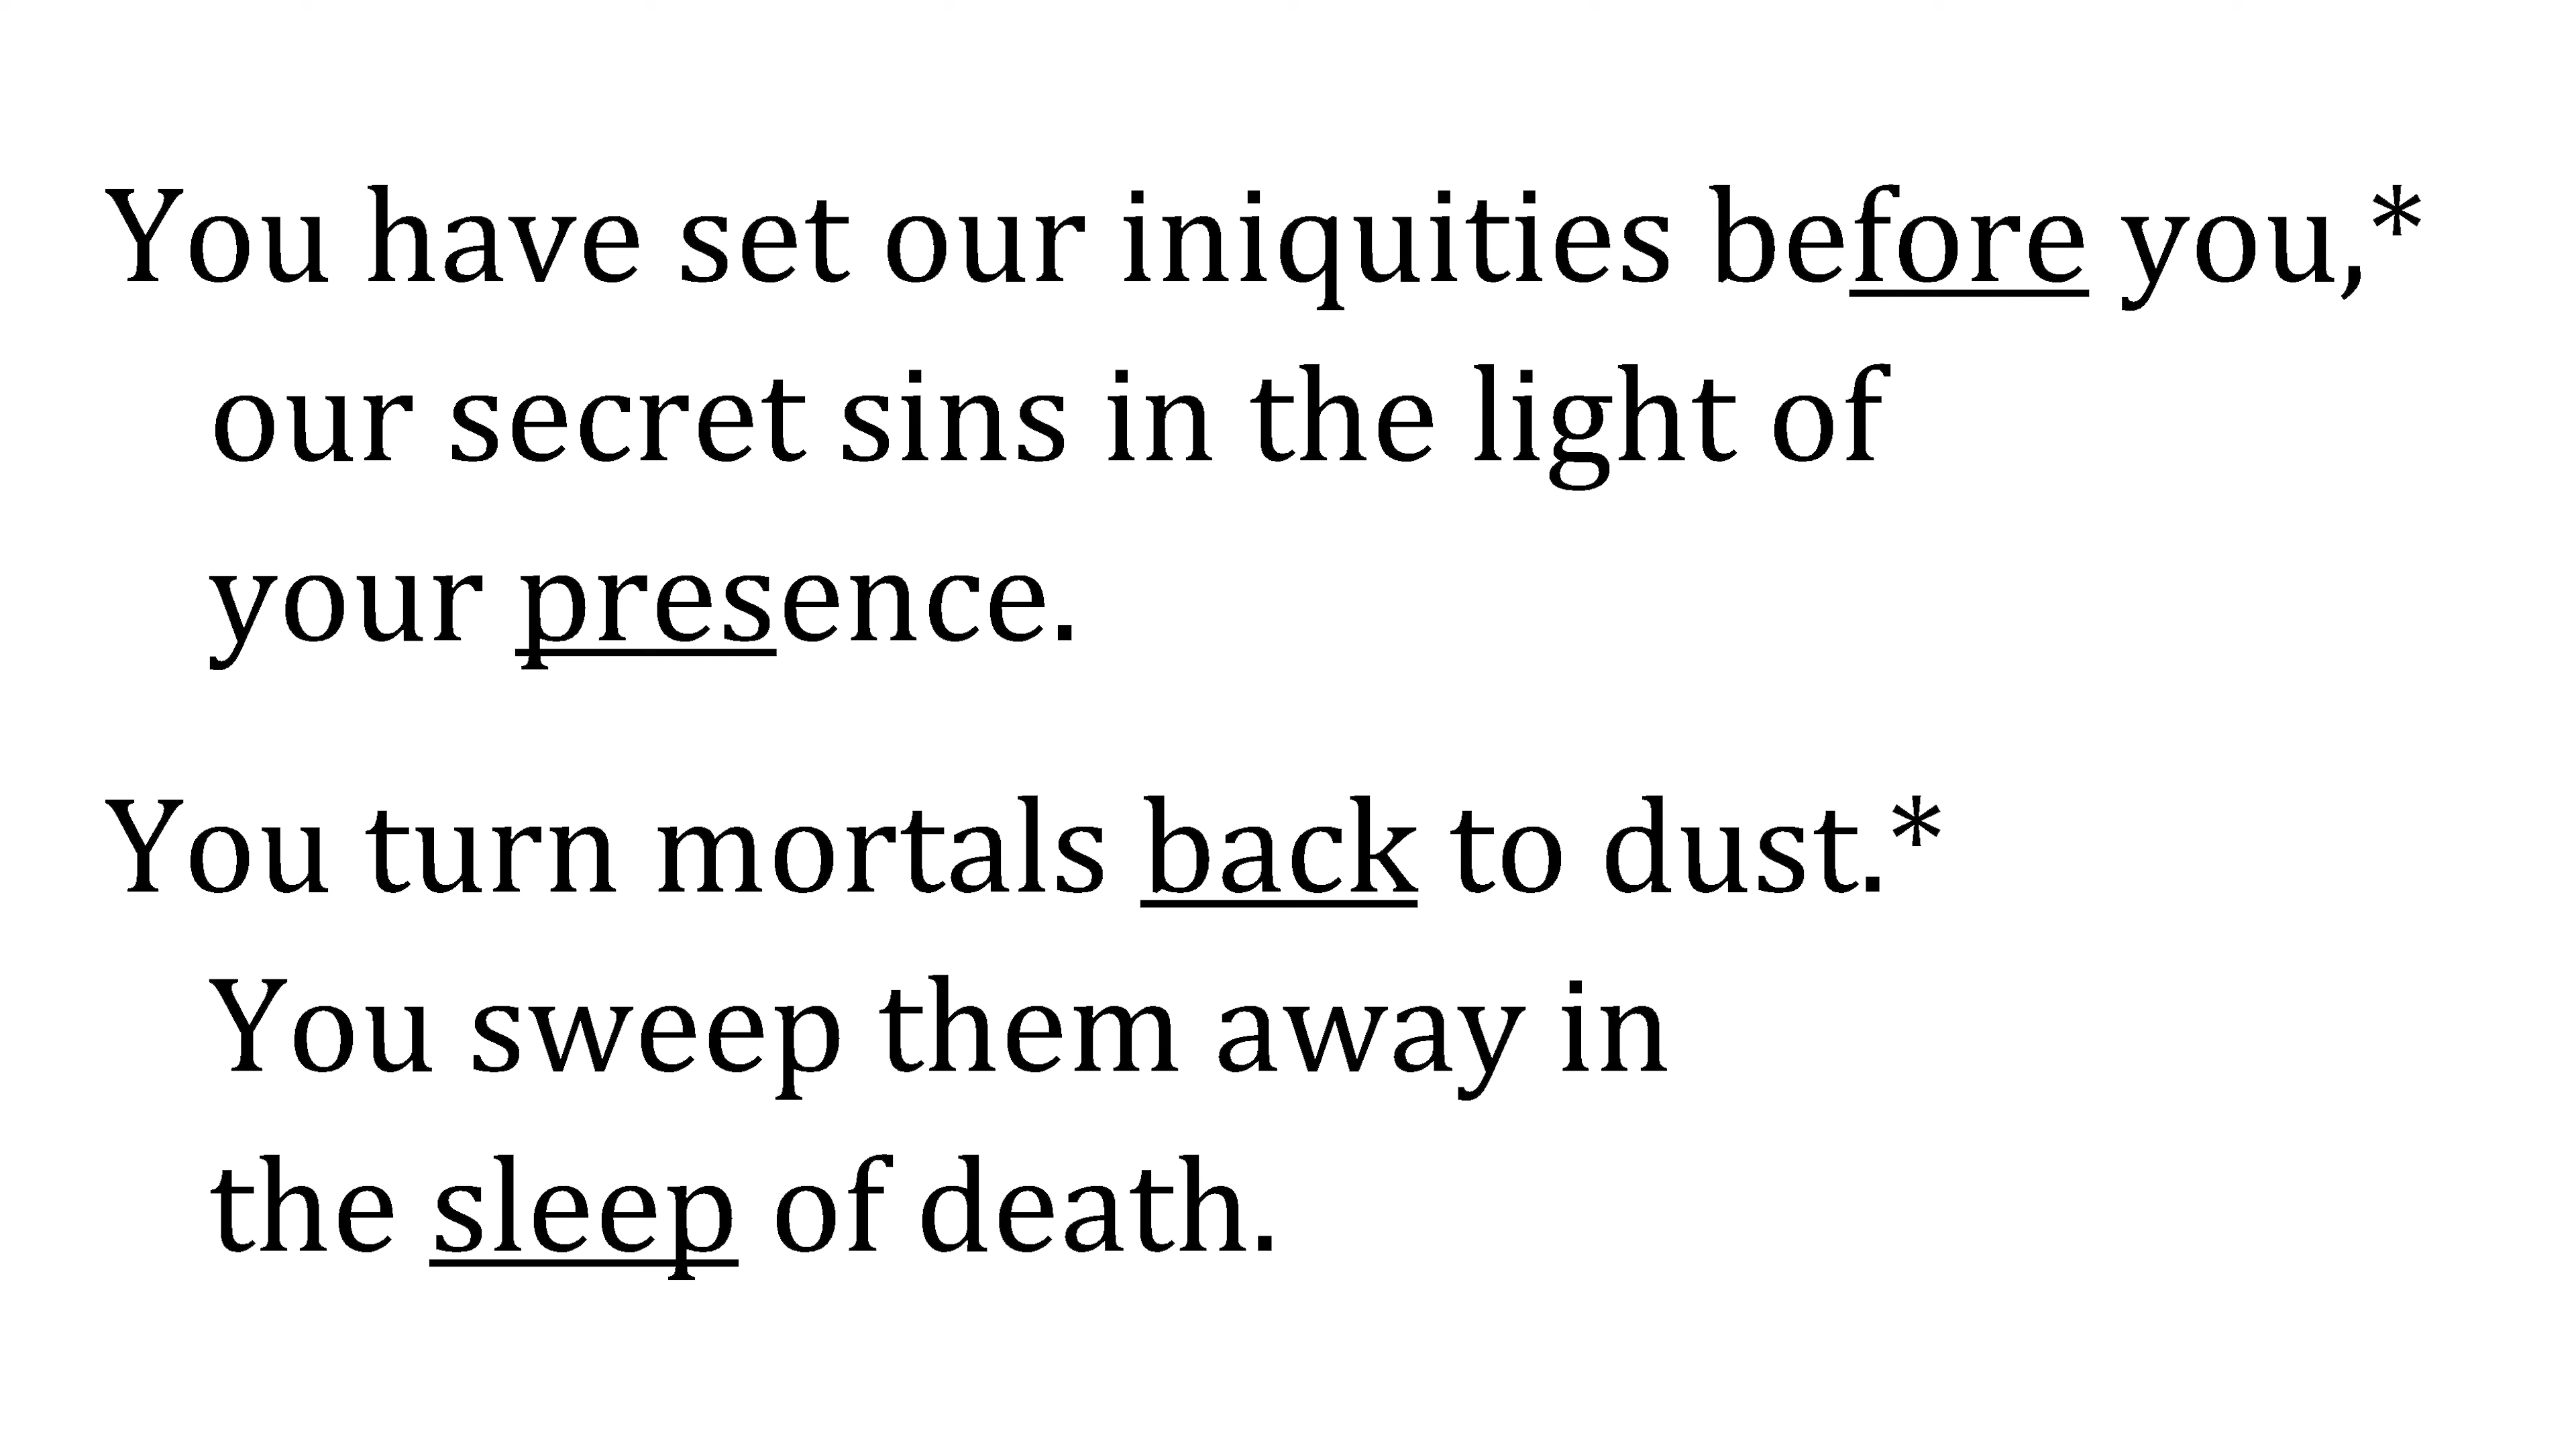 You have set our iniquities before you,*
our secret sins in the light of
your presence.
You turn mortals back to dust.*
You sweep them away in
the sleep of death.